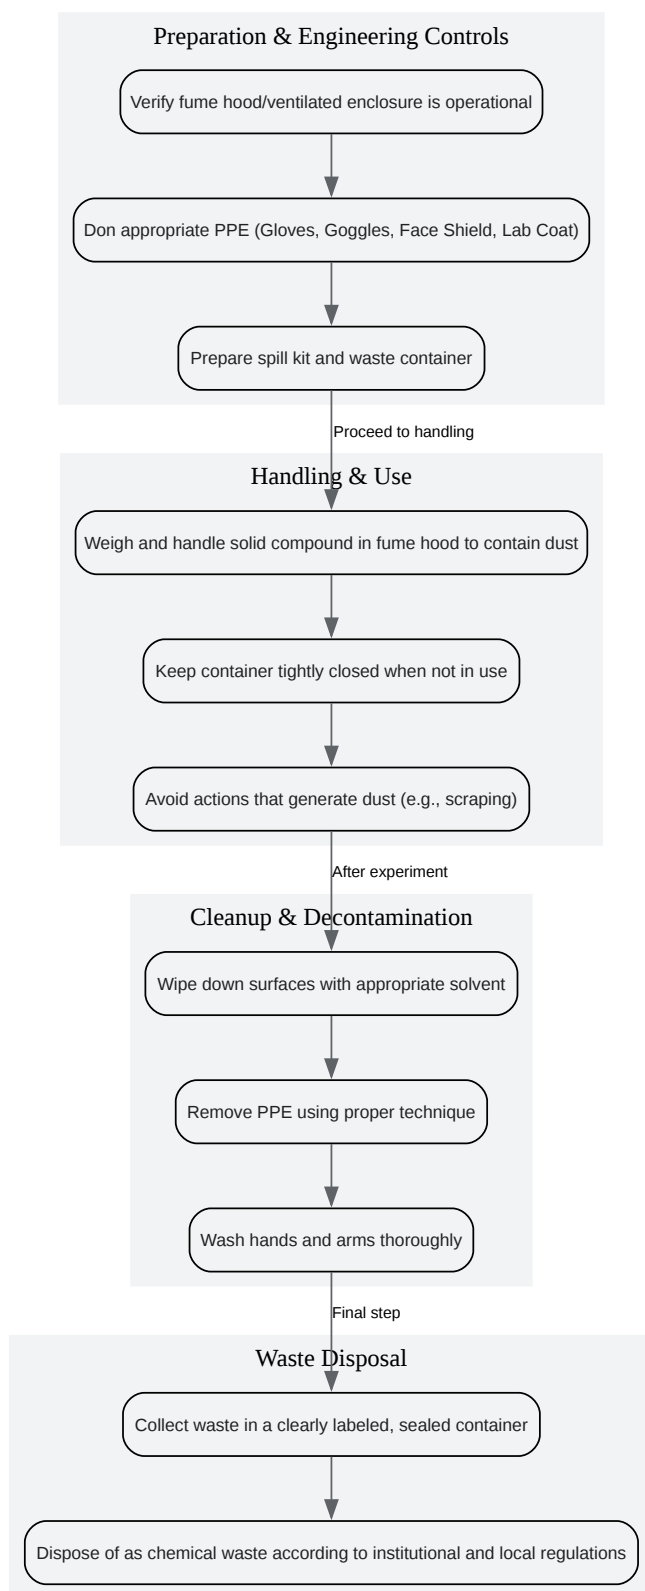 Preparation & Engineering Controls
Verify fume hood/ventilated enclosure is operational
Don appropriate PPE (Gloves, Goggles, Face Shield, Lab Coat)
Prepare spill kit and waste container
Proceed to handling
Handling & Use
Weigh and handle solid compound in fume hood to contain dust
Keep container tightly closed when not in use
Avoid actions that generate dust (e.g., scraping)
After experiment
Cleanup & Decontamination
Wipe down surfaces with appropriate solvent
Remove PPE using proper technique
Wash hands and arms thoroughly
Final step
Waste Disposal
Collect waste in a clearly labeled, sealed container
Dispose of as chemical waste according to institutional and local regulations